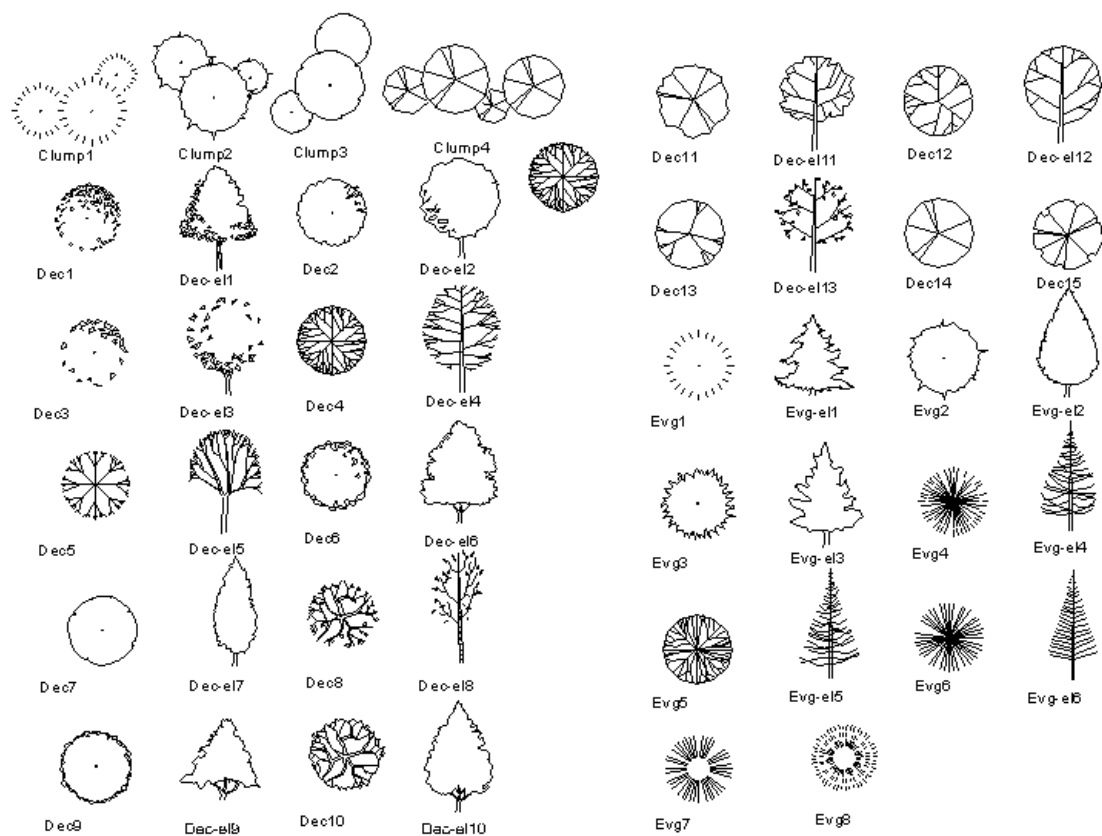 Clump1 Clump2 Clump3 Clump4 Dec11 Dec-el11 Dec12 Dec-el12
Dec1 Dec-el1 Dec2 Dec-el2 Dec13 Dec-el13 Dec14 Dec15
Dec3 Dec-el3 Dec4 Dec-el4 Evg1 Evg-el1 Evg2 Evg-el2
Dec5 Dec-el5 Dec6 Dec-el6 Evg3 Evg-el3 Evg4 Evg-el4
Dec7 Dec-el7 Dec8 Dec-el8 Evg5 Evg-el5 Evg6 Evg-el6
Dec9 Dec-el9 Dec10 Dec-el10 Evg7 Evg8